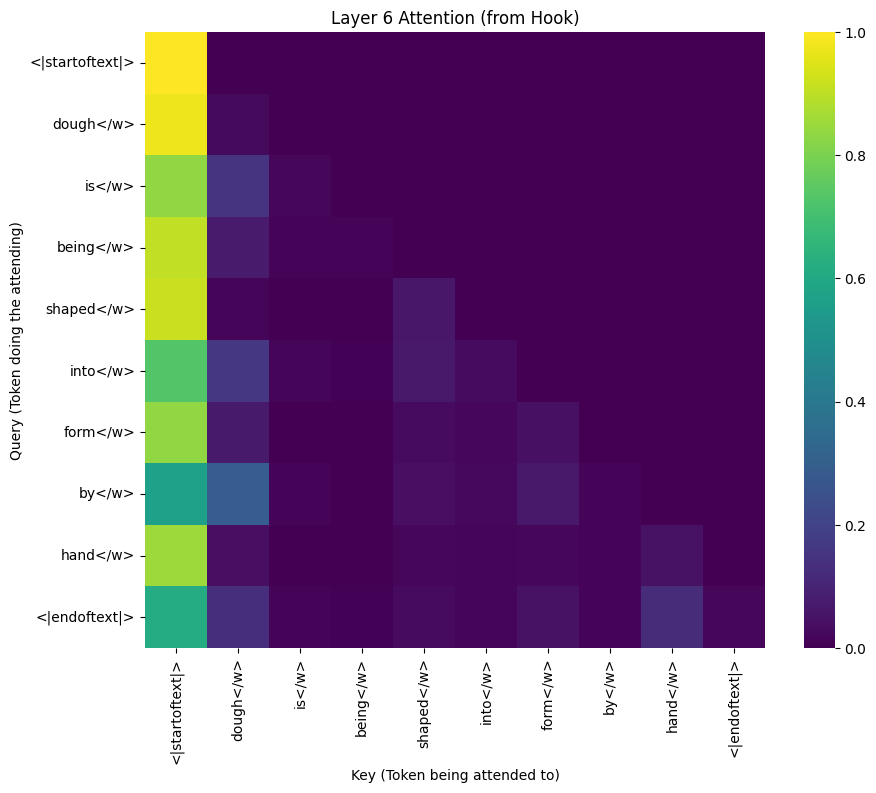 Layer 6 Attention (from Hook)
<|startoftext|>
dough</w>
is</w>
being</w>
shaped</w>
into</w>
form</w>
by</w>
hand</w>
<|endoftext|>
Query (Token doing the attending)
<|startoftext|>
dough</w>
is</w>
being</w>
shaped</w>
into</w>
form</w>
by</w>
hand</w>
<|endoftext|>
Key (Token being attended to)
1.0
0.8
0.6
0.4
0.2
0.0